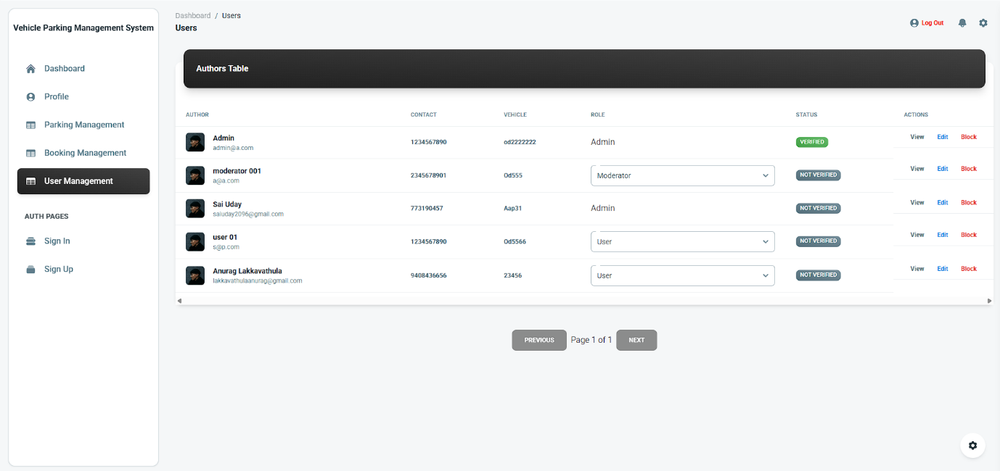 Vehicle Parking Management System
Dashboard
Profile
Parking Management
Booking Management
User Management
AUTH PAGES
Sign In
Sign Up
Dashboard / Users
Users
Log Out
Authors Table
AUTHOR CONTACT VEHICLE ROLE STATUS ACTIONS
Admin
admin@a.com
1234567890 od2222222 Admin VERIFIED View Edit Block
moderator 001
a@a.com
2345678901 Od555 Moderator NOT VERIFIED View Edit Block
Sai Uday
saiuday2096@gmail.com
773190457 Aap31 Admin NOT VERIFIED View Edit Block
user 01
s@p.com
1234567890 Od5566 User NOT VERIFIED View Edit Block
Anurag Lakkavathula
lakkavathulaanurag@gmail.com
9408436656 23456 User NOT VERIFIED View Edit Block
PREVIOUS Page 1 of 1 NEXT